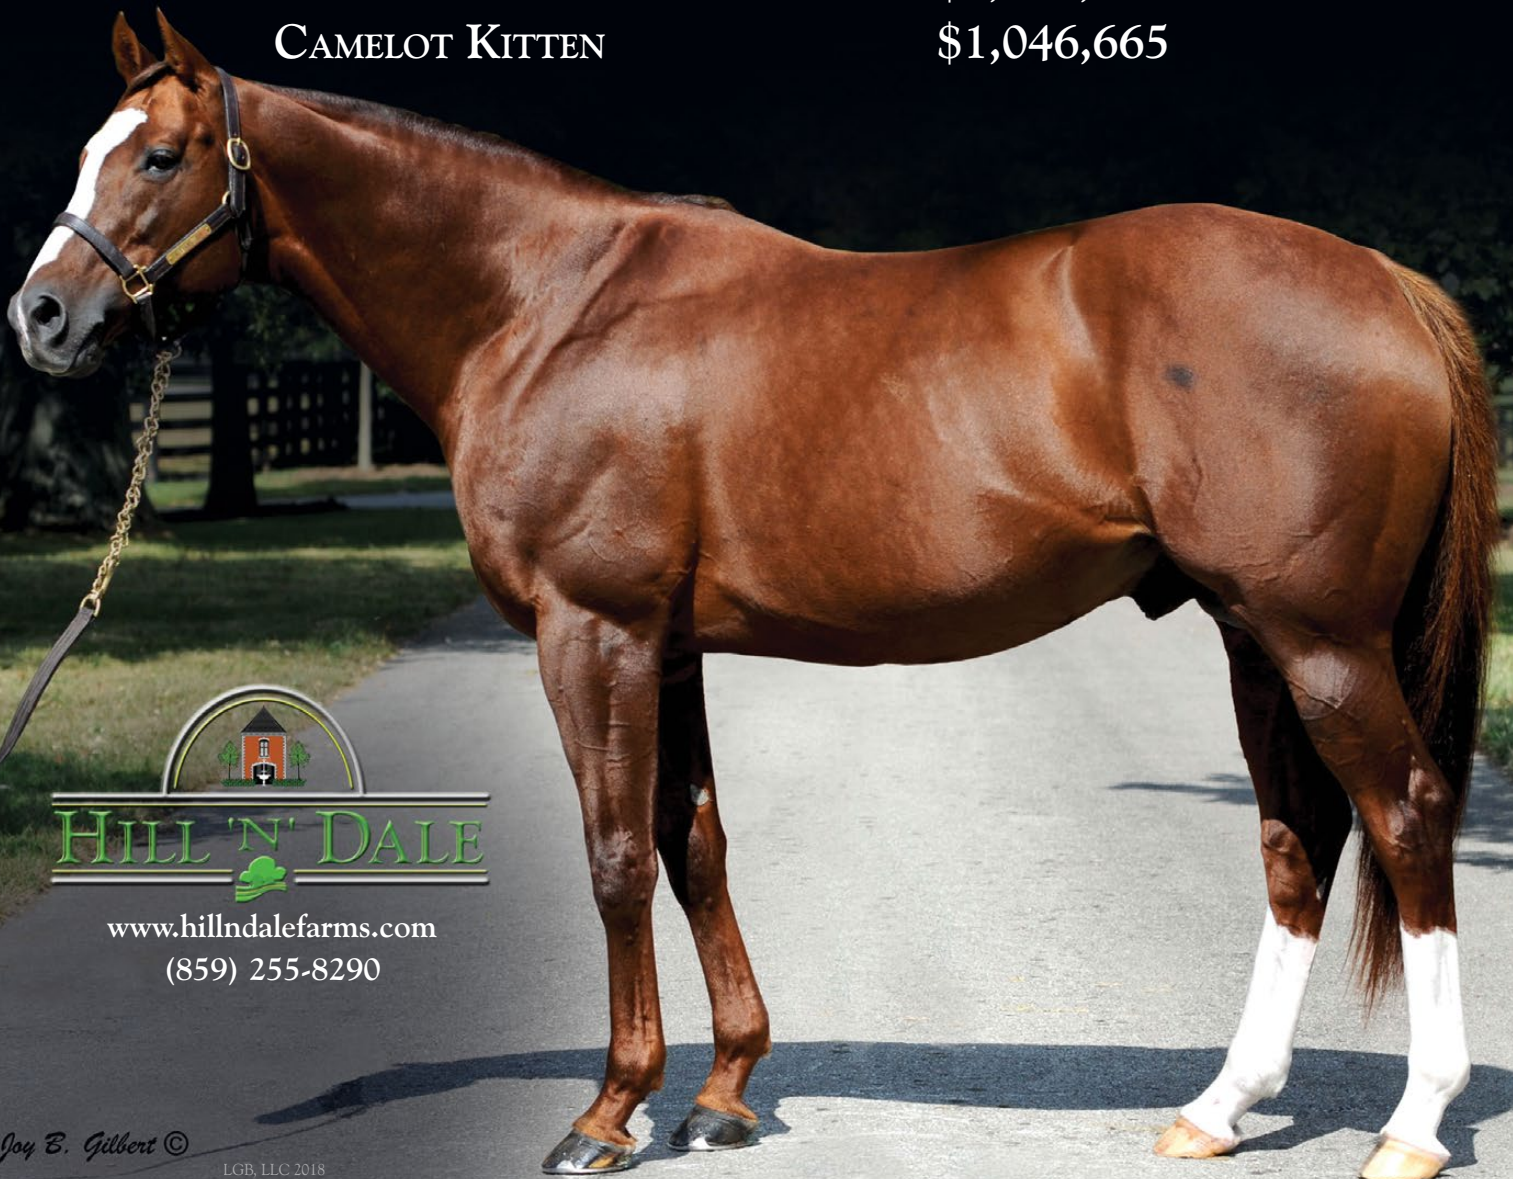 CAMELOT KITTEN $1,046,665
HILL 'N' DALE
www.hillndalefarms.com
(859) 255-8290
Joy B. Gilbert ©
LGB, LLC 2018